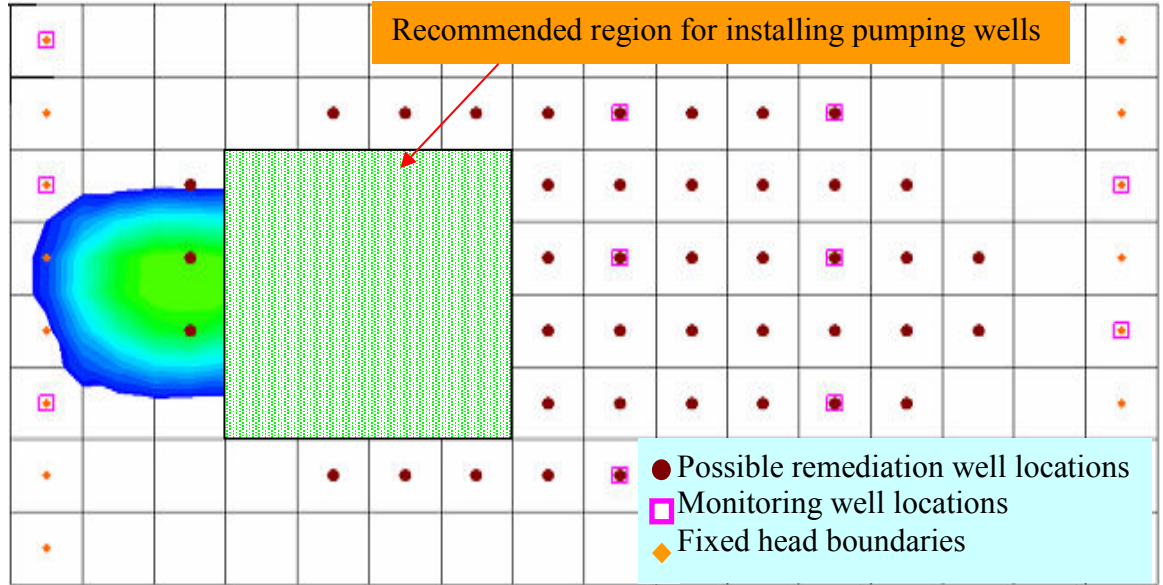 Recommended region for installing pumping wells
Possible remediation well locations
Monitoring well locations
Fixed head boundaries